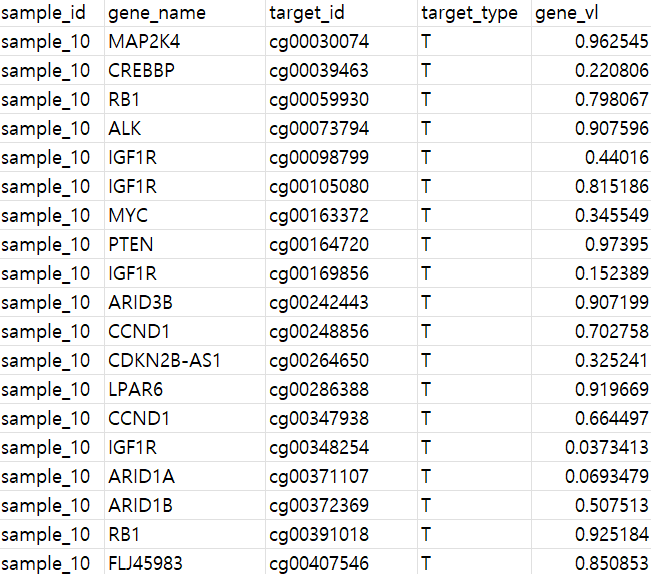 sample_id gene_name target_id target_type gene_vl
sample_10 MAP2K4 cg00030074 T 0.962545
sample_10 CREBBP cg00039463 T 0.220806
sample_10 RB1 cg00059930 T 0.798067
sample_10 ALK cg00073794 T 0.907596
sample_10 IGF1R cg00098799 T 0.44016
sample_10 IGF1R cg00105080 T 0.815186
sample_10 MYC cg00163372 T 0.345549
sample_10 PTEN cg00164720 T 0.97395
sample_10 IGF1R cg00169856 T 0.152389
sample_10 ARID3B cg00242443 T 0.907199
sample_10 CCND1 cg00248856 T 0.702758
sample_10 CDKN2B-AS1 cg00264650 T 0.325241
sample_10 LPAR6 cg00286388 T 0.919669
sample_10 CCND1 cg00347938 T 0.664497
sample_10 IGF1R cg00348254 T 0.0373413
sample_10 ARID1A cg00371107 T 0.0693479
sample_10 ARID1B cg00372369 T 0.507513
sample_10 RB1 cg00391018 T 0.925184
sample_10 FLJ45983 cg00407546 T 0.850853